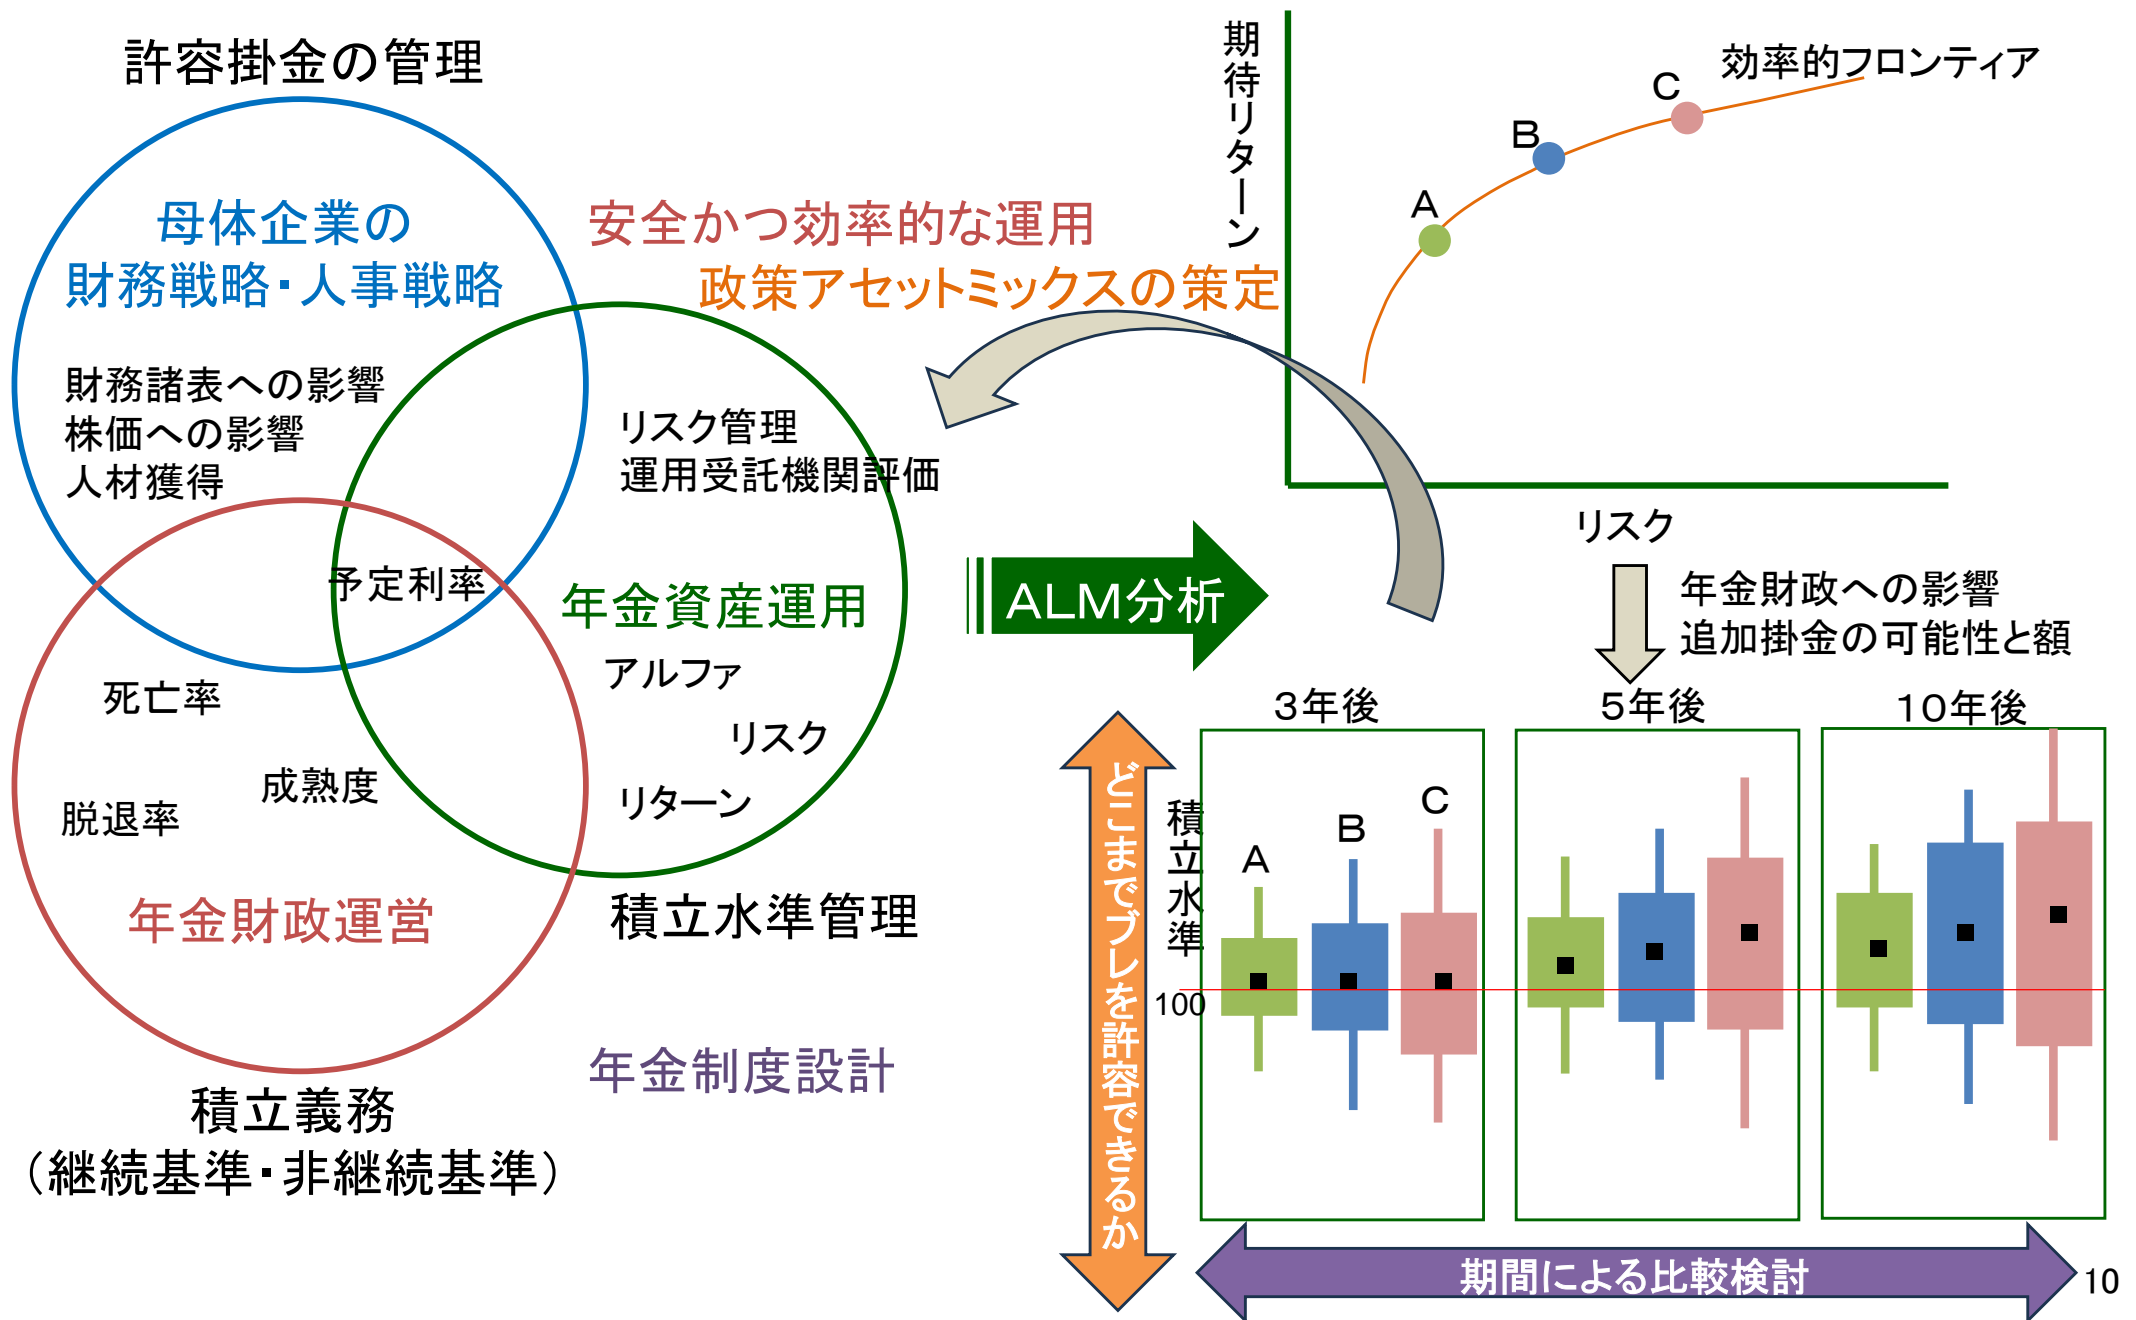 許容掛金の管理
母体企業の
財務戦略・人事戦略
財務諸表への影響
株価への影響
人材獲得
安全かつ効率的な運用
政策アセットミックスの策定
リスク管理
運用受託機関評価
予定利率
年金資産運用
アルファ
リスク
リターン
死亡率
成熟度
脱退率
年金財政運営
積立水準管理
年金制度設計
積立義務
（継続基準・非継続基準）
ALM分析
期待リターン
効率的フロンティア
A
B
C
リスク
年金財政への影響
追加掛金の可能性と額
3年後
5年後
10年後
どこまでブレを許容できるか
積立水準
A
B
C
100
期間による比較検討
10